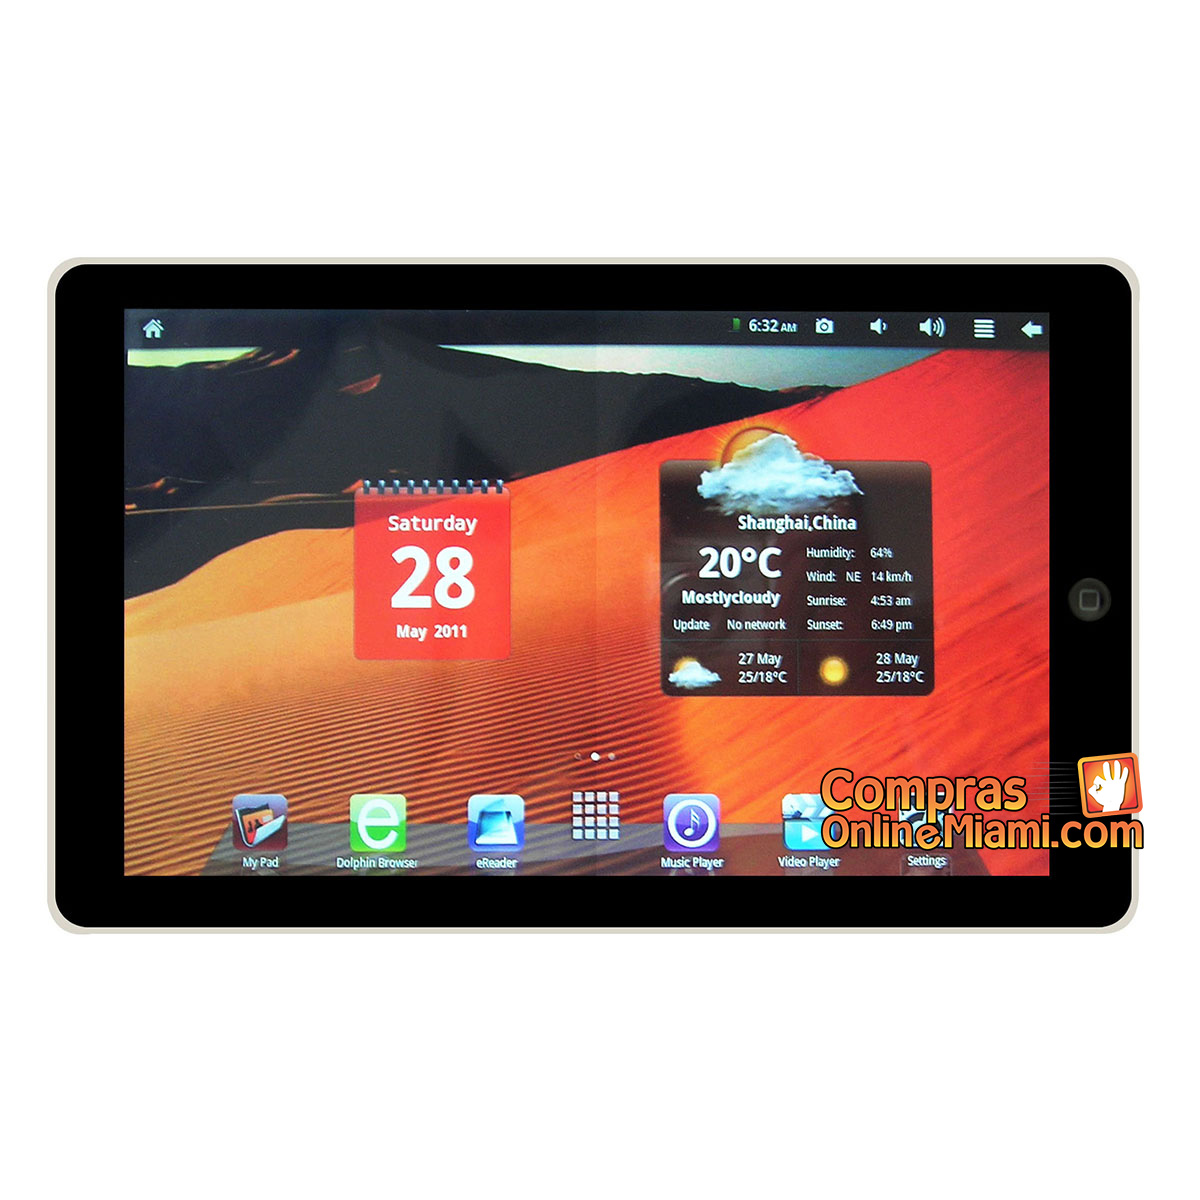 6:32 AM
Saturday
28
May 2011
Shanghai,China
20°C
Mostlycloudy
Humidity: 64%
Wind: NE 14 km/h
Sunrise: 4:53 am
Update No network
Sunset: 6:49 pm
27 May
25/18°C
28 May
25/18°C
Compras
OnlineMiami.com
My Pad
Dolphin Browser
eReader
Music Player
Video Player
Settings